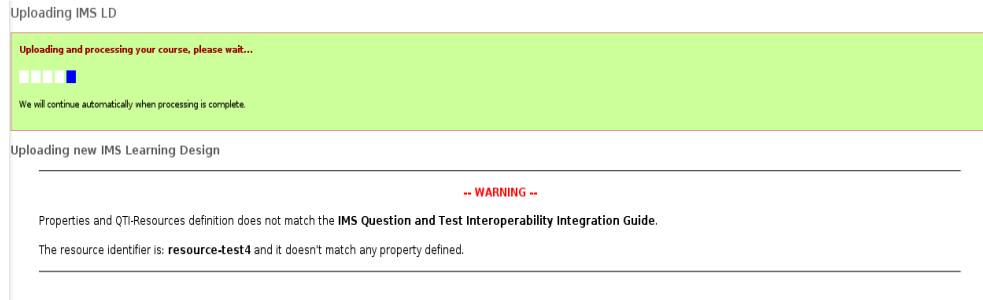 Uploading IMS LD
Uploading and processing your course, please wait...
We will continue automatically when processing is complete.
Uploading new IMS Learning Design
-- WARNING --
Properties and QTI-Resources definition does not match the IMS Question and Test Interoperability Integration Guide.
The resource identifier is: resource-test4 and it doesn't match any property defined.